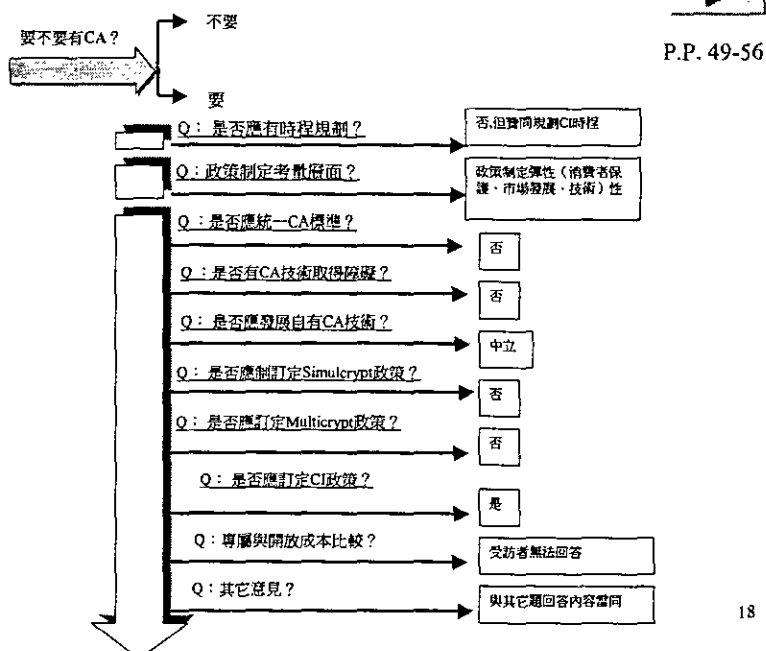 不要
要不要有CA？
P.P. 49-56
要
Q： 是否應有時程規劃？
否,但贊同規劃CI時程
Q：政策制定考量層面？
政策制定彈性（消費者保
護、市場發展、技術）性
Q：是否應統一CA標準？
否
Q：是否有CA技術取得障礙？
否
Q： 是否應發展自有CA技術？
中立
Q： 是否應制訂定Simulcrypt政策？
否
Q： 是否應訂定Multicrypt政策？
否
Q： 是否應訂定CI政策？
是
Q：專屬與開放成本比較？
受訪者無法回答
Q：其它意見？
與其它題回答內容雷同
18